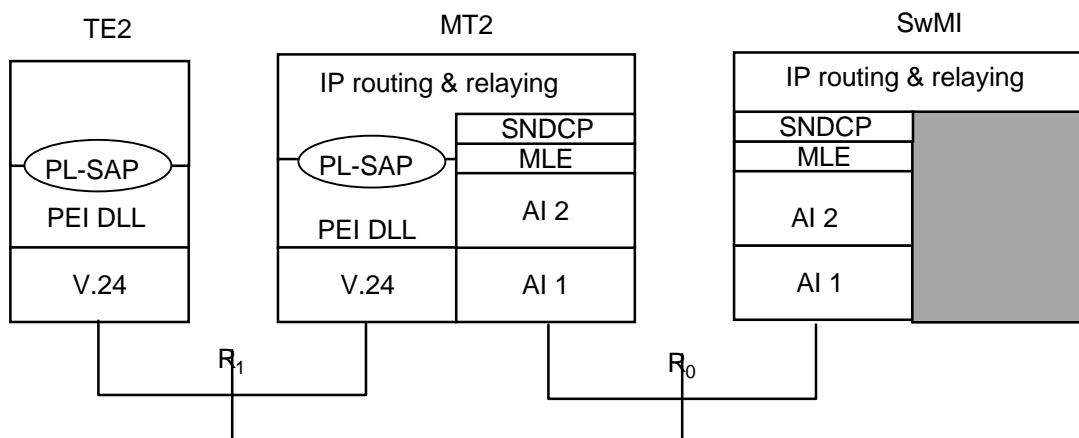 TE2
PL-SAP
PEI DLL
V.24
MT2
IP routing & relaying
SNDCP
PL-SAP
MLE
AI 2
PEI DLL
V.24
AI 1
SwMI
IP routing & relaying
SNDCP
MLE
AI 2
AI 1
R1
R0